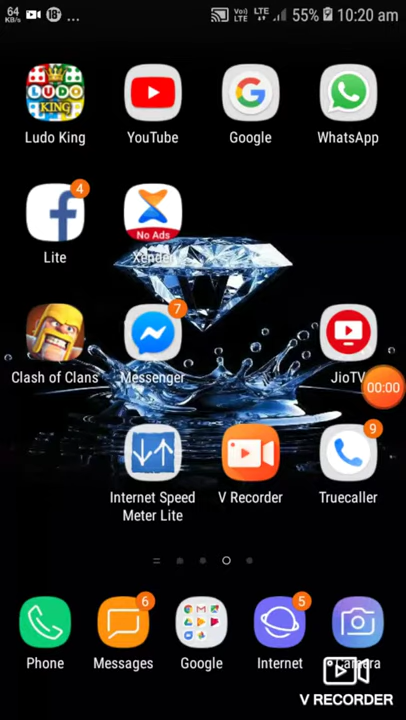 64 KB/s 18+ ... Vo) LTE LTE 55% 10:20 am
LUDO KING
Ludo King YouTube Google WhatsApp
4
No Ads
Lite Xender
7
Clash of Clans Messenger JioTV
00:00
9
Internet Speed Meter Lite V Recorder Truecaller
6 5
Phone Messages Google Internet Camera
V RECORDER